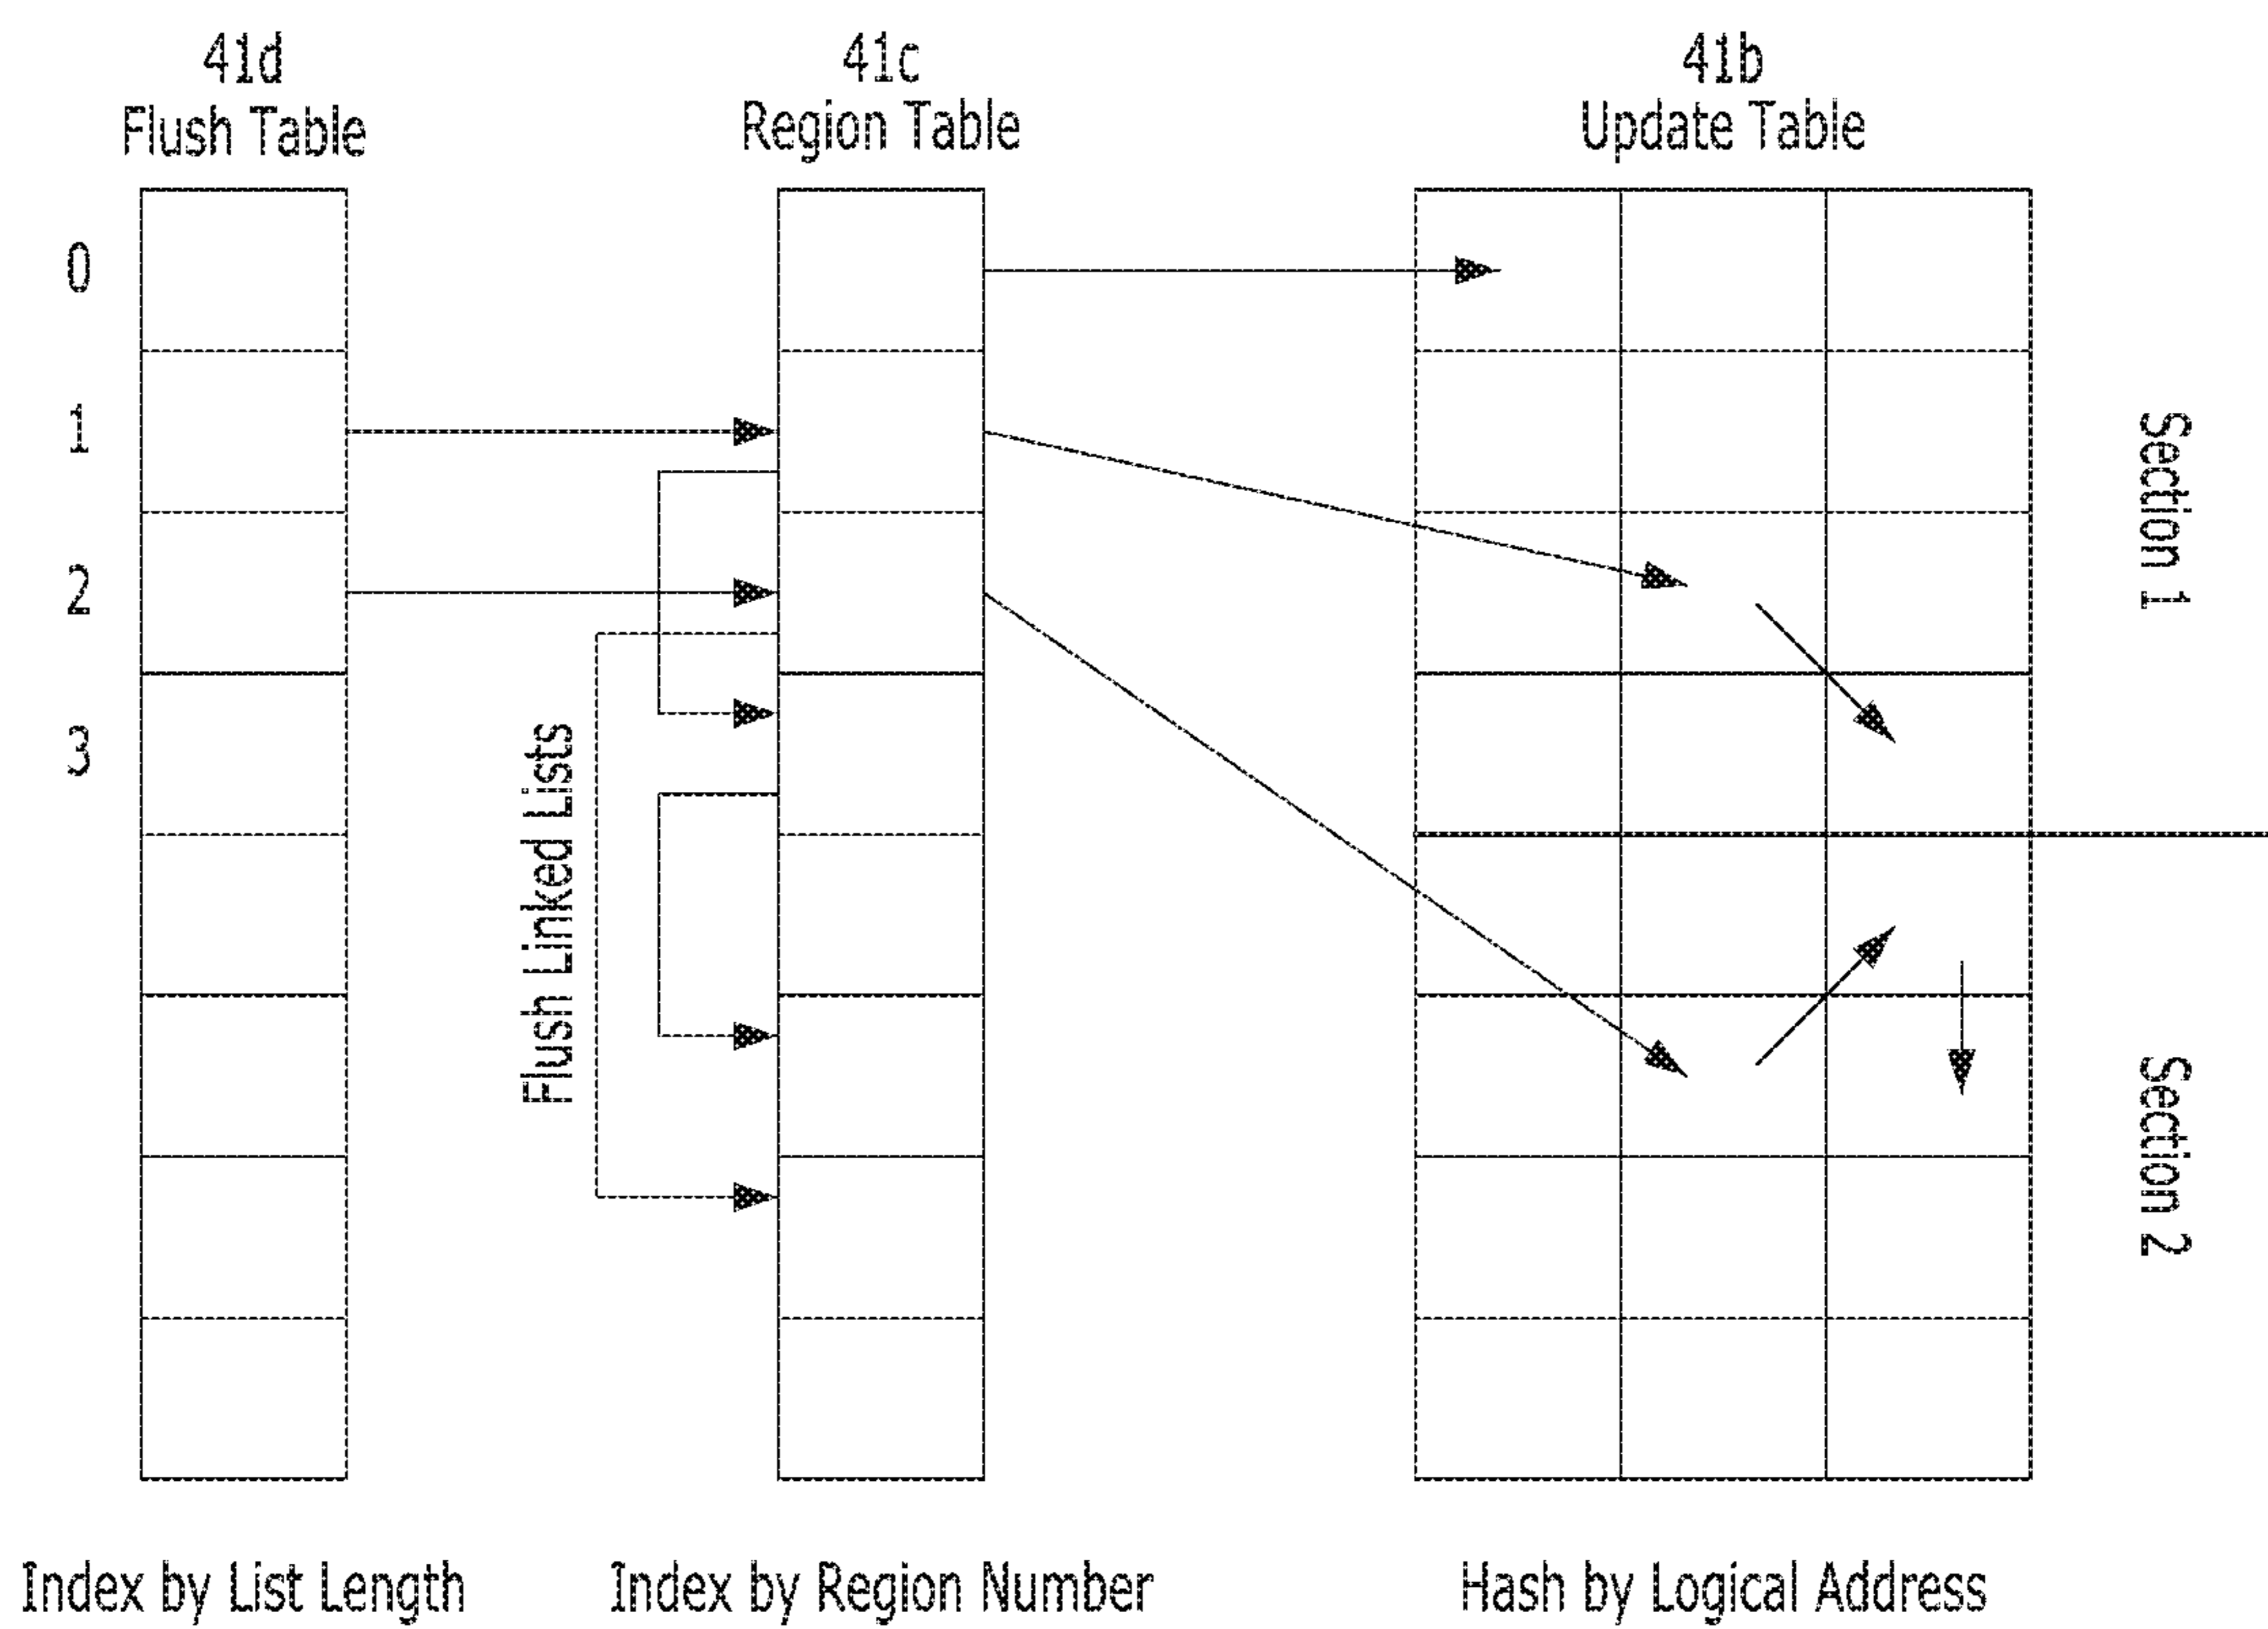 41d
Flush Table
41c
Region Table
41b
Update Table
0
1
2
3
Flush Linked Lists
Section 1
Section 2
Index by List Length
Index by Region Number
Hash by Logical Address